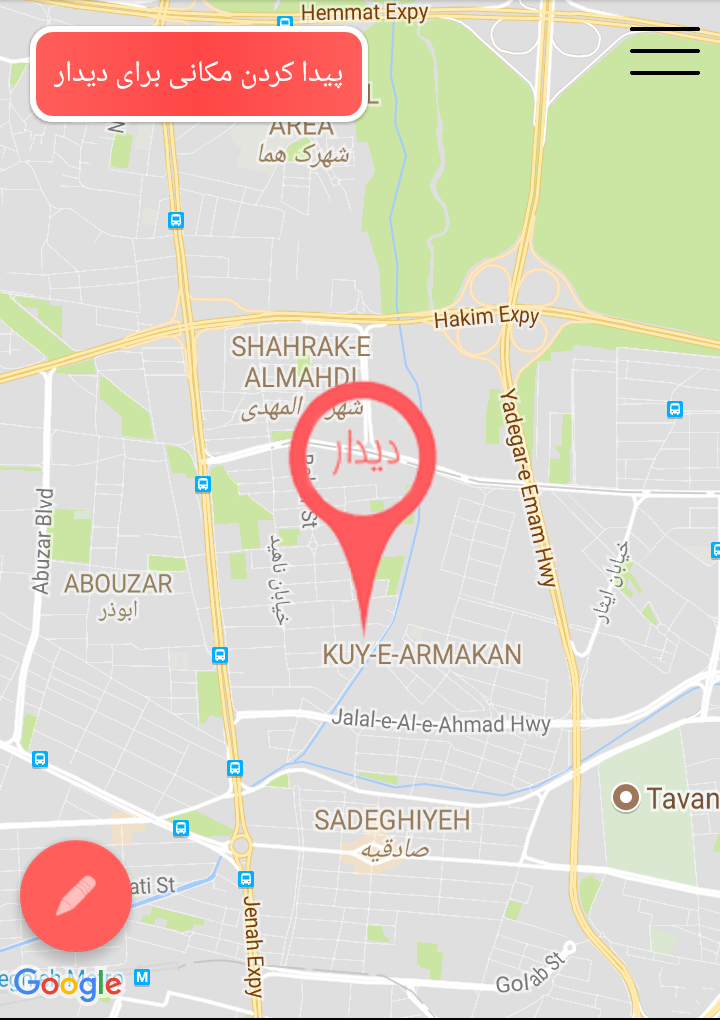 Hemmat Expy
پیدا کردن مکانی برای دیدار
AREA
شهرک هما
Hakim Expy
SHAHRAK-E
ALMAHDI
المهدی
دیدار
Yadegar-e Emam Hwy
Abuzar Blvd
خیابان ناهید
خیابان ایثار
ABOUZAR
ابوذر
KUY-E-ARMAKAN
Jalal-e-Al-e-Ahmad Hwy
Tavan
SADEGHIYEH
صادقیه
ati St
Jenah Expy
Golab St
M
Google